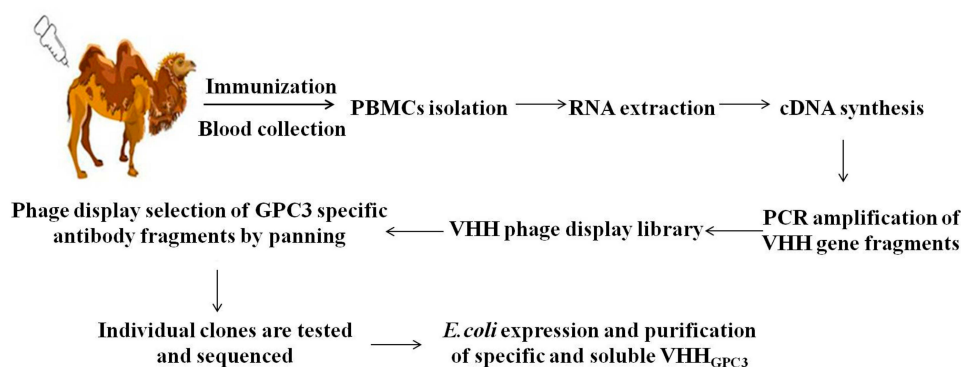 Immunization
Blood collection
PBMCs isolation
RNA extraction
cDNA synthesis
PCR amplification of
VHH gene fragments
VHH phage display library
Phage display selection of GPC3 specific
antibody fragments by panning
Individual clones are tested
and sequenced
E.coli expression and purification
of specific and soluble VHHGPC3